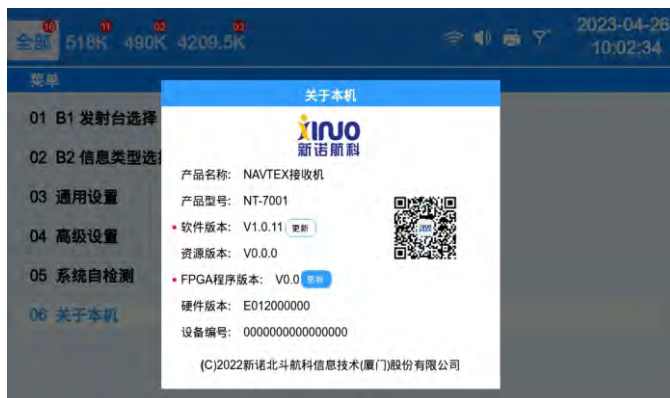 16 11 02 03
全部 518K 490K 4209.5K
2023-04-26
10:02:34
菜单
01 B1 发射台选择
02 B2 信息类型选
03 通用设置
04 高级设置
05 系统自检测
06 关于本机
关于本机
XINUO
新诺航科
产品名称: NAVTEX接收机
产品型号: NT-7001
软件版本: V1.0.11 更新
资源版本: V0.0.0
FPGA程序版本: V0.0 更新
硬件版本: E012000000
设备编号: 0000000000000000
(C)2022新诺北斗航科信息技术(厦门)股份有限公司